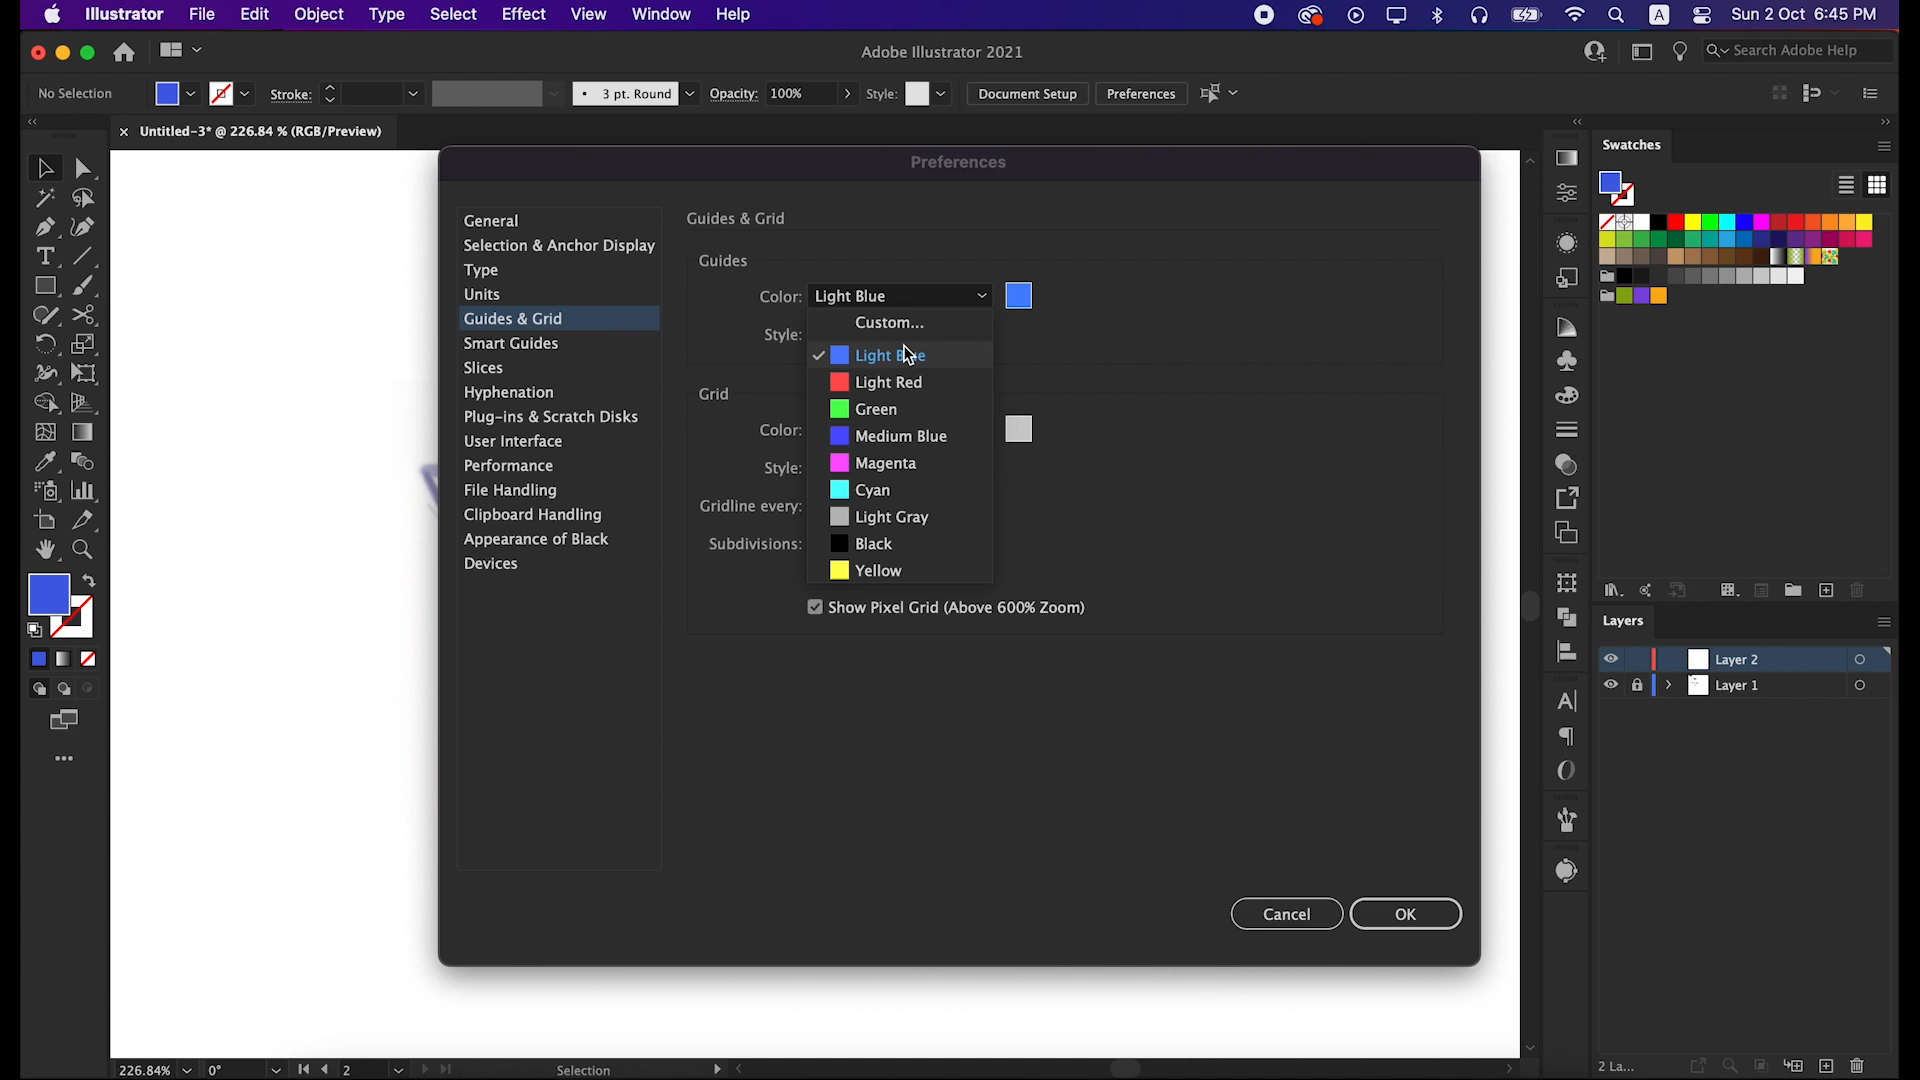 Illustrator File Edit Object Type Select Effect View Window Help A Sun 2 Oct 6:45 PM
Adobe Illustrator 2021 Search Adobe Help
No Selection Stroke: 3 pt. Round Opacity: 100% Style: Document Setup Preferences
× Untitled-3* @ 226.84 % (RGB/Preview)
Preferences
General
Selection & Anchor Display
Type
Units
Guides & Grid
Smart Guides
Slices
Hyphenation
Plug-ins & Scratch Disks
User Interface
Performance
File Handling
Clipboard Handling
Appearance of Black
Devices
Guides & Grid
Guides
Color: Light Blue
Style:
Custom...
Light Blue
Light Red
Green
Medium Blue
Magenta
Cyan
Light Gray
Black
Yellow
Grid
Color:
Style:
Gridline every:
Subdivisions:
Show Pixel Grid (Above 600% Zoom)
Cancel OK
Swatches
Layers
Layer 2
Layer 1
2 La...
226.84% 0° 2 Selection